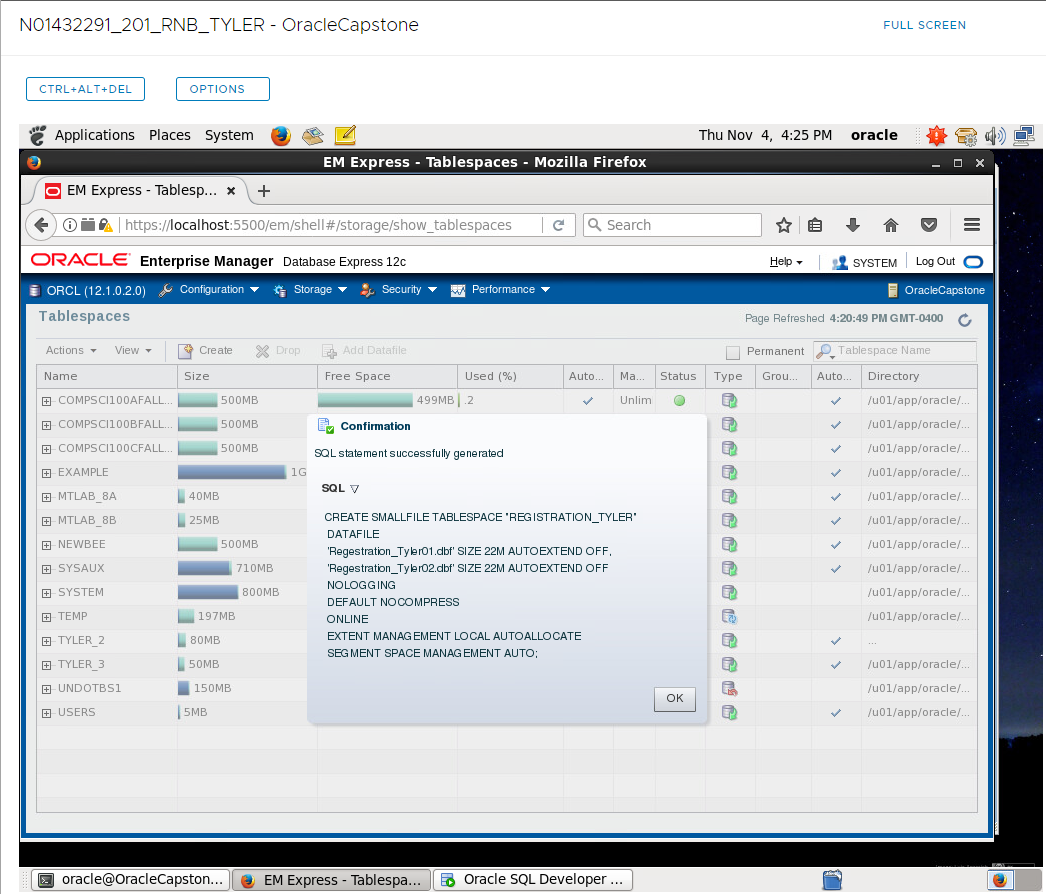 N01432291_201_RNB_TYLER - OracleCapstone
FULL SCREEN
CTRL+ALT+DEL
OPTIONS
Applications Places System
Thu Nov 4, 4:25 PM oracle
EM Express - Tablespaces - Mozilla Firefox
EM Express - Tablesp...
https://localhost:5500/em/shell#/storage/show_tablespaces
Search
ORACLE Enterprise Manager Database Express 12c
Help SYSTEM Log Out
ORCL (12.1.0.2.0) Configuration Storage Security Performance OracleCapstone
Tablespaces
Page Refreshed 4:20:49 PM GMT-0400
Actions View Create Drop Add Datafile Permanent Tablespace Name
Name Size Free Space Used (%) Auto... Ma... Status Type Grou... Auto... Directory
COMPSCI100AFALL... 500MB 499MB .2 Unlim /u01/app/oracle/...
COMPSCI100BFALL... 500MB /u01/app/oracle/...
COMPSCI100CFALL... 500MB /u01/app/oracle/...
EXAMPLE 1G /u01/app/oracle/...
MTLAB_8A 40MB /u01/app/oracle/...
MTLAB_8B 25MB /u01/app/oracle/...
NEWBEE 500MB /u01/app/oracle/...
SYSAUX 710MB /u01/app/oracle/...
SYSTEM 800MB /u01/app/oracle/...
TEMP 197MB /u01/app/oracle/...
TYLER_2 80MB ...
TYLER_3 50MB /u01/app/oracle/...
UNDOTBS1 150MB /u01/app/oracle/...
USERS 5MB /u01/app/oracle/...
Confirmation
SQL statement successfully generated
SQL
CREATE SMALLFILE TABLESPACE "REGISTRATION_TYLER"
DATAFILE
'Regestration_Tyler01.dbf' SIZE 22M AUTOEXTEND OFF,
'Regestration_Tyler02.dbf' SIZE 22M AUTOEXTEND OFF
NOLOGGING
DEFAULT NOCOMPRESS
ONLINE
EXTENT MANAGEMENT LOCAL AUTOALLOCATE
SEGMENT SPACE MANAGEMENT AUTO;
OK
oracle@OracleCapston...
EM Express - Tablespa...
Oracle SQL Developer ...